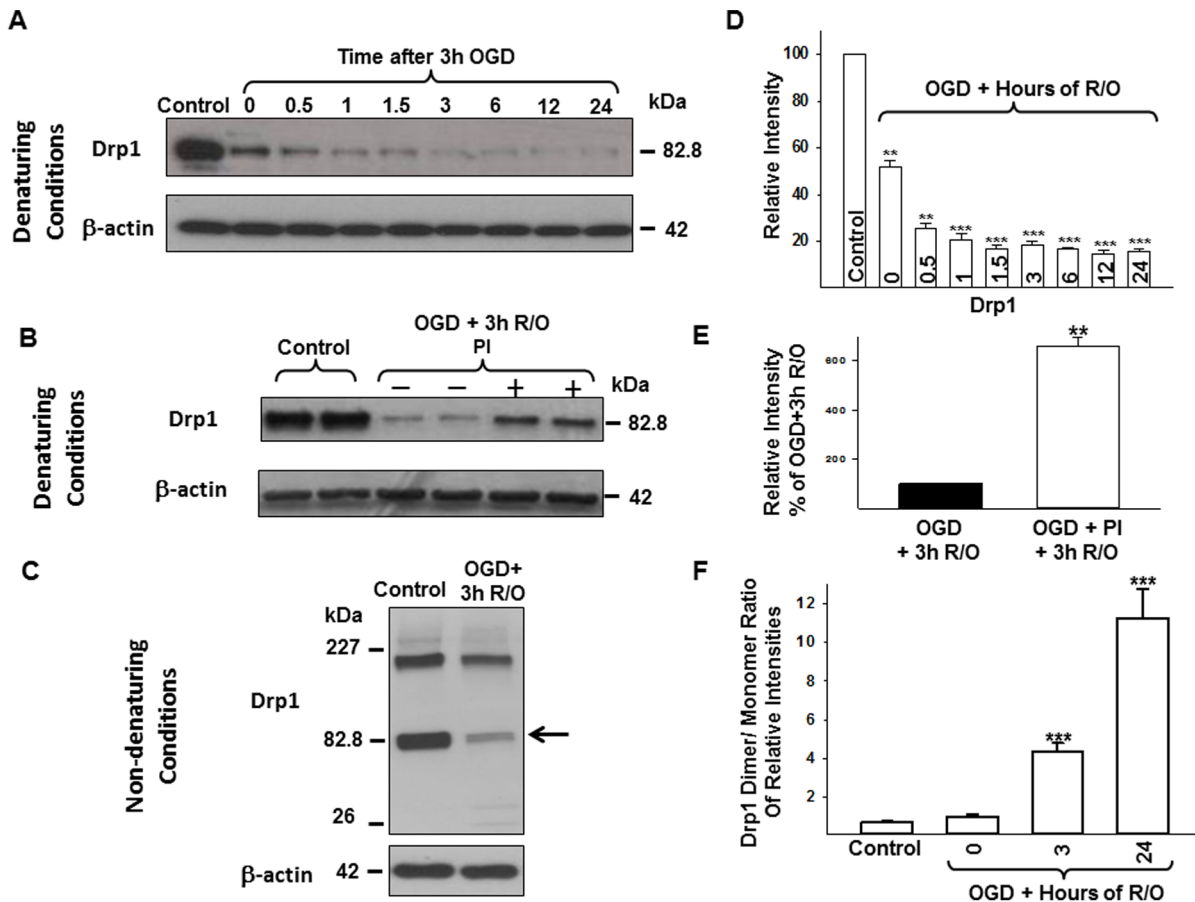 A
Time after 3h OGD
Control 0 0.5 1 1.5 3 6 12 24 kDa
Denaturing
Conditions
Drp1
82.8
β-actin
42
B
OGD + 3h R/O
Control PI
− − + + kDa
Denaturing
Conditions
Drp1
82.8
β-actin
42
C
Control
OGD+
3h R/O
kDa
227
Non-denaturing
Conditions
Drp1
82.8
26
β-actin
42
D
Relative Intensity
100
80
60
40
20
OGD + Hours of R/O
** ** *** *** *** *** *** ***
Control 0 0.5 1 1.5 3 6 12 24
Drp1
E
Relative Intensity
% of OGD+3h R/O
600
400
200
**
OGD
+ 3h R/O
OGD + PI
+ 3h R/O
F
Drp1 Dimer/ Monomer Ratio
Of Relative Intensities
12
10
8
6
4
2
***
***
Control 0 3 24
OGD + Hours of R/O